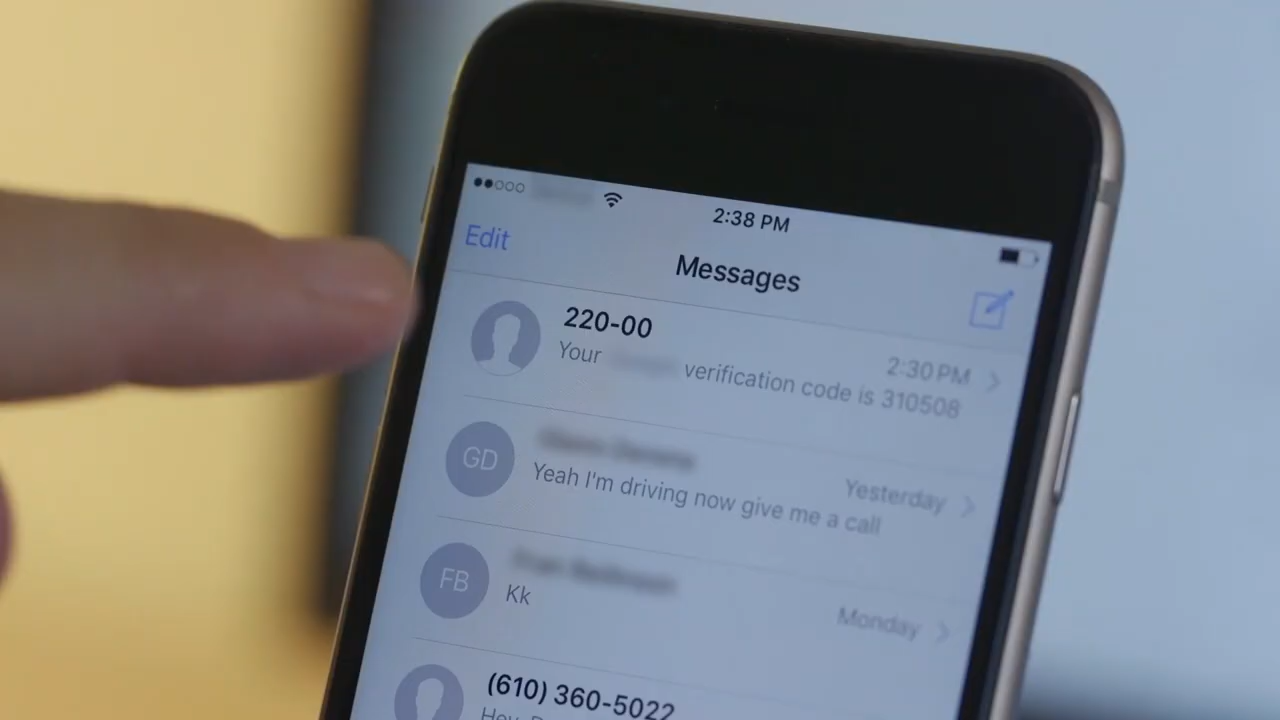 2:38 PM
Edit
Messages
220-00
2:30 PM
Your verification code is 310508
GD
Yesterday
Yeah I'm driving now give me a call
FB
Monday
Kk
(610) 360-5022
Hey,